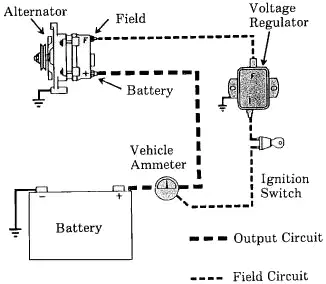 Alternator
Field
Voltage
Regulator
F
F
+
Battery
I
Vehicle
Ammeter
Ignition
Switch
− +
Battery
Output Circuit
Field Circuit